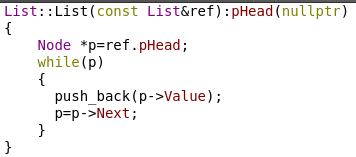 List::List(const List&ref):pHead(nullptr)
{
    Node *p=ref.pHead;
    while(p)
    {
      push_back(p->Value);
      p=p->Next;
    }
}